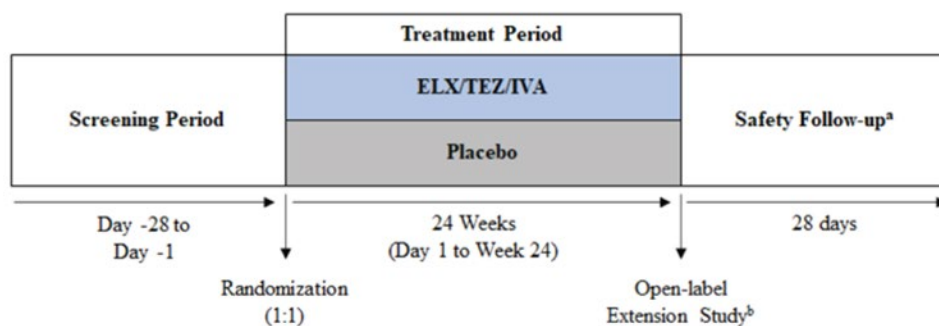 Treatment Period
ELX/TEZ/IVA
Screening Period
Safety Follow-upᵃ
Placebo
Day -28 to
Day -1
24 Weeks
(Day 1 to Week 24)
28 days
Randomization
(1:1)
Open-label
Extension Studyᵇ